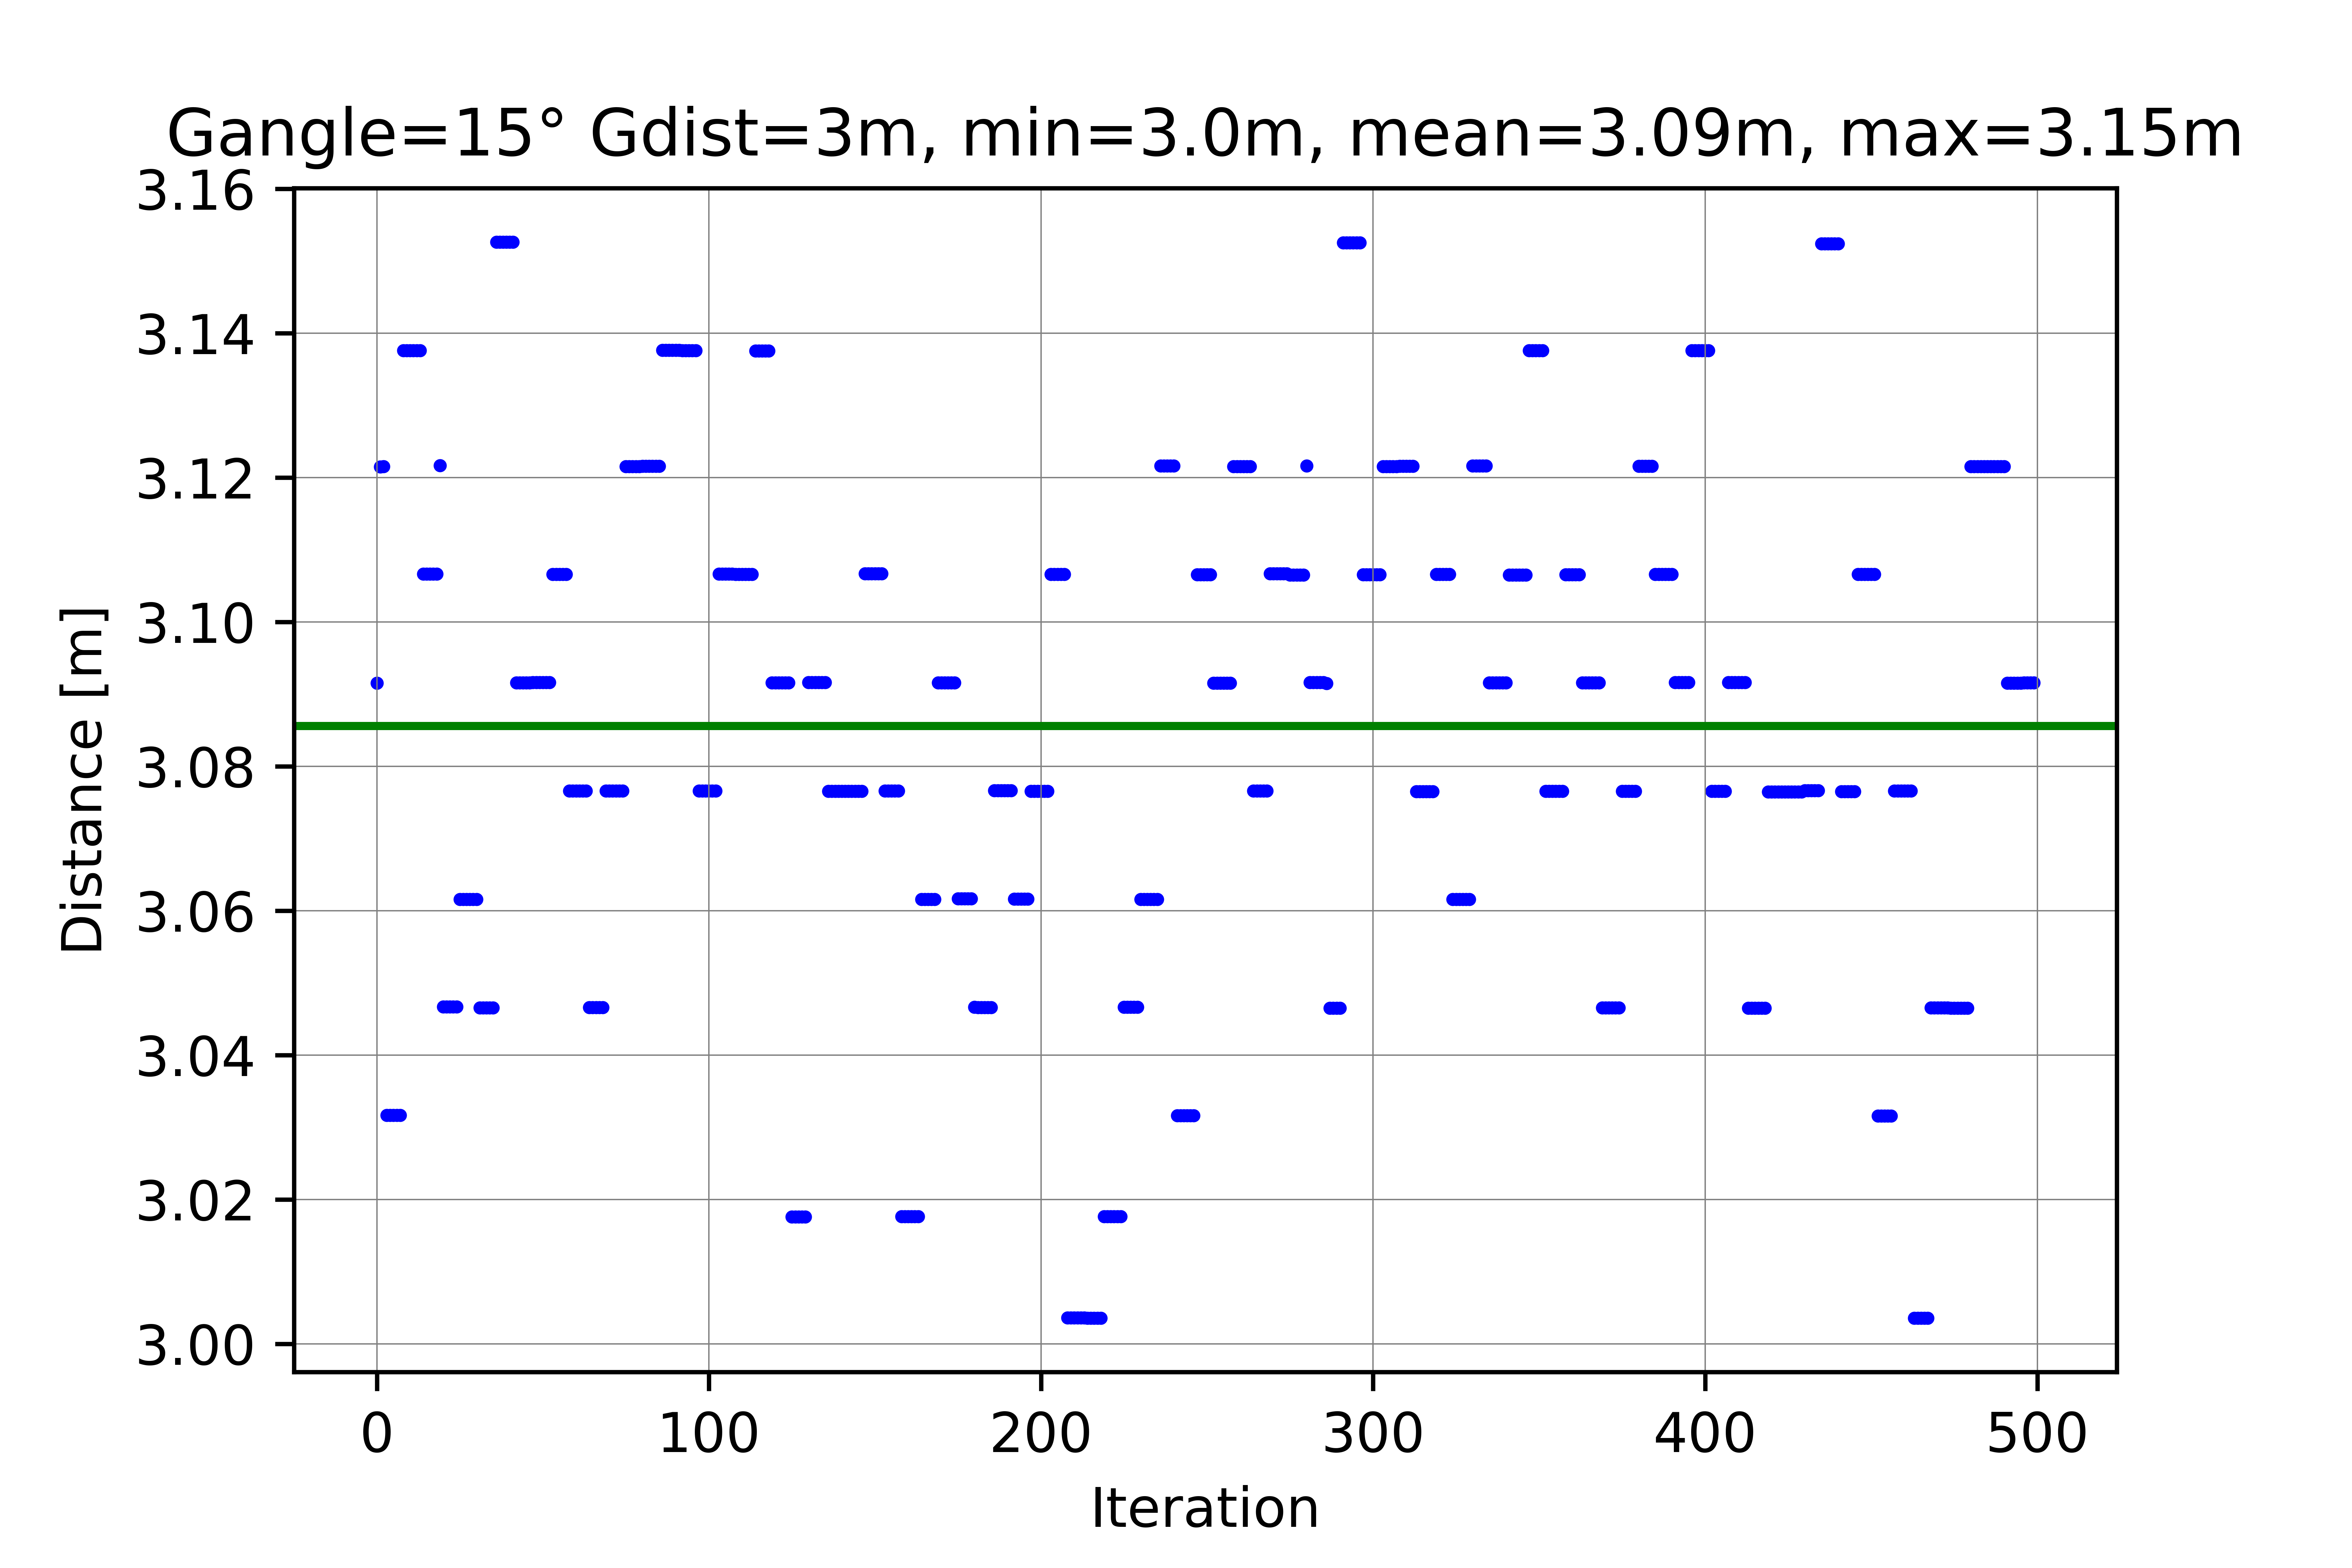 Gangle=15° Gdist=3m, min=3.0m, mean=3.09m, max=3.15m
3.16
3.14
3.12
3.10
3.08
3.06
3.04
3.02
3.00
Distance [m]
0 100 200 300 400 500
Iteration